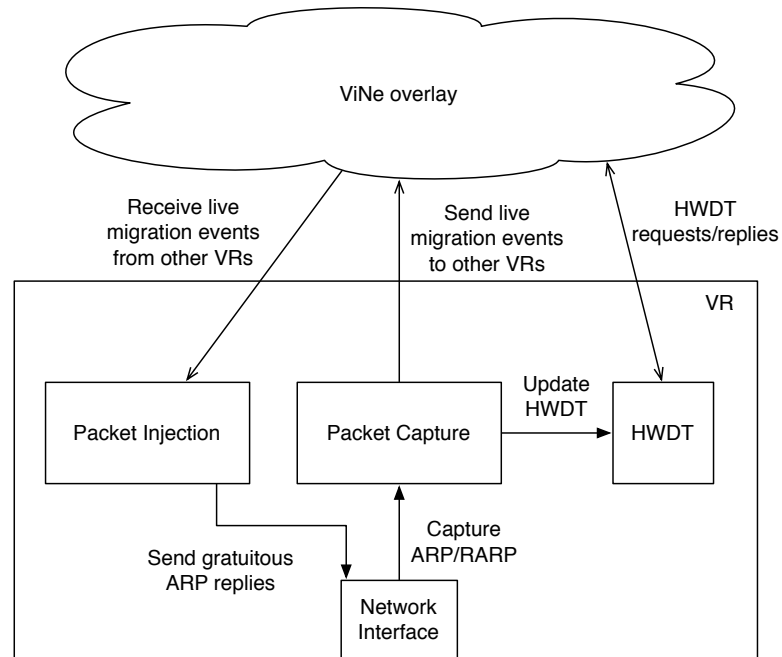 ViNe overlay
Receive live
migration events
from other VRs
Send live
migration events
to other VRs
HWDT
requests/replies
VR
Packet Injection
Packet Capture
Update
HWDT
HWDT
Send gratuitous
ARP replies
Capture
ARP/RARP
Network
Interface